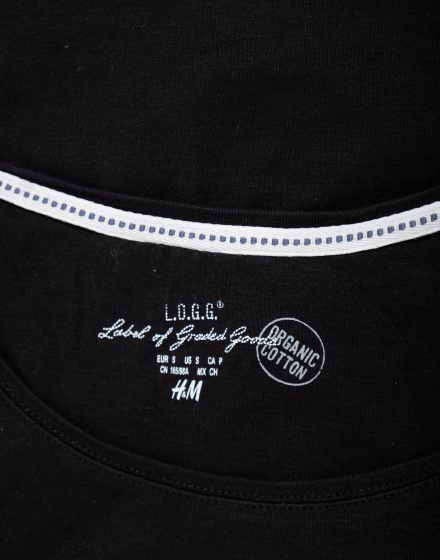 L.O.G.G.®
Label of Graded Goods
ORGANIC
COTTON
EUR S US S CA P
CN 165/88A MX CH
H&M